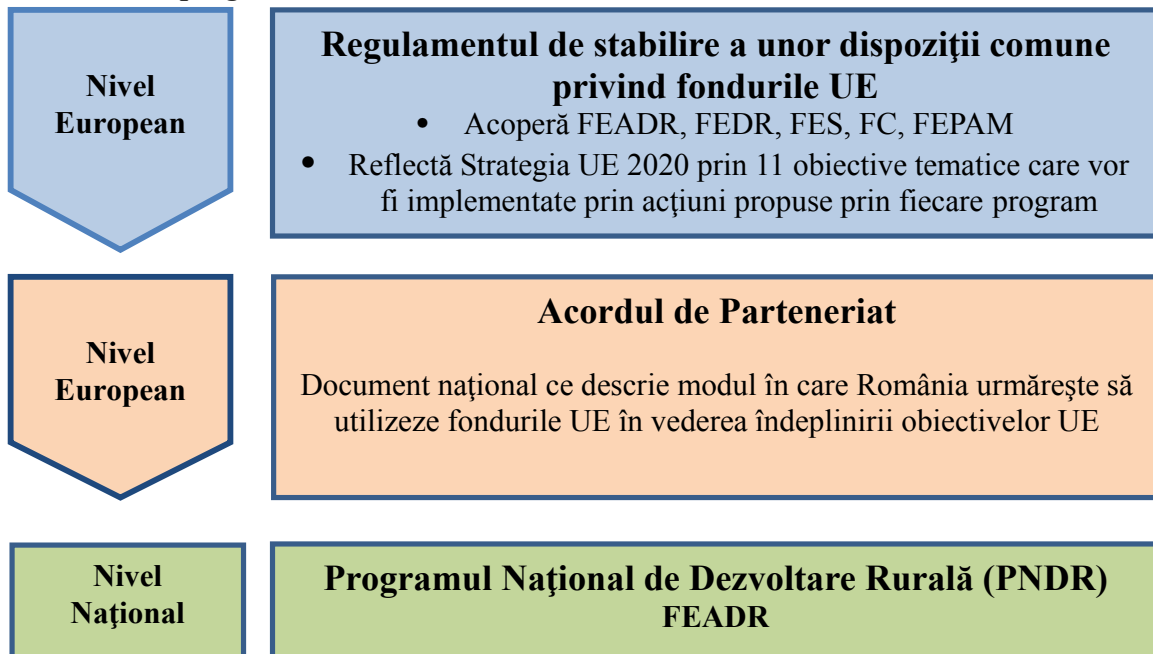 Nivel
European
Regulamentul de stabilire a unor dispoziţii comune
privind fondurile UE
• Acoperă FEADR, FEDR, FES, FC, FEPAM
• Reflectă Strategia UE 2020 prin 11 obiective tematice care vor
fi implementate prin acţiuni propuse prin fiecare program
Nivel
European
Acordul de Parteneriat
Document naţional ce descrie modul în care România urmăreşte să
utilizeze fondurile UE în vederea îndeplinirii obiectivelor UE
Nivel
Naţional
Programul Naţional de Dezvoltare Rurală (PNDR)
FEADR